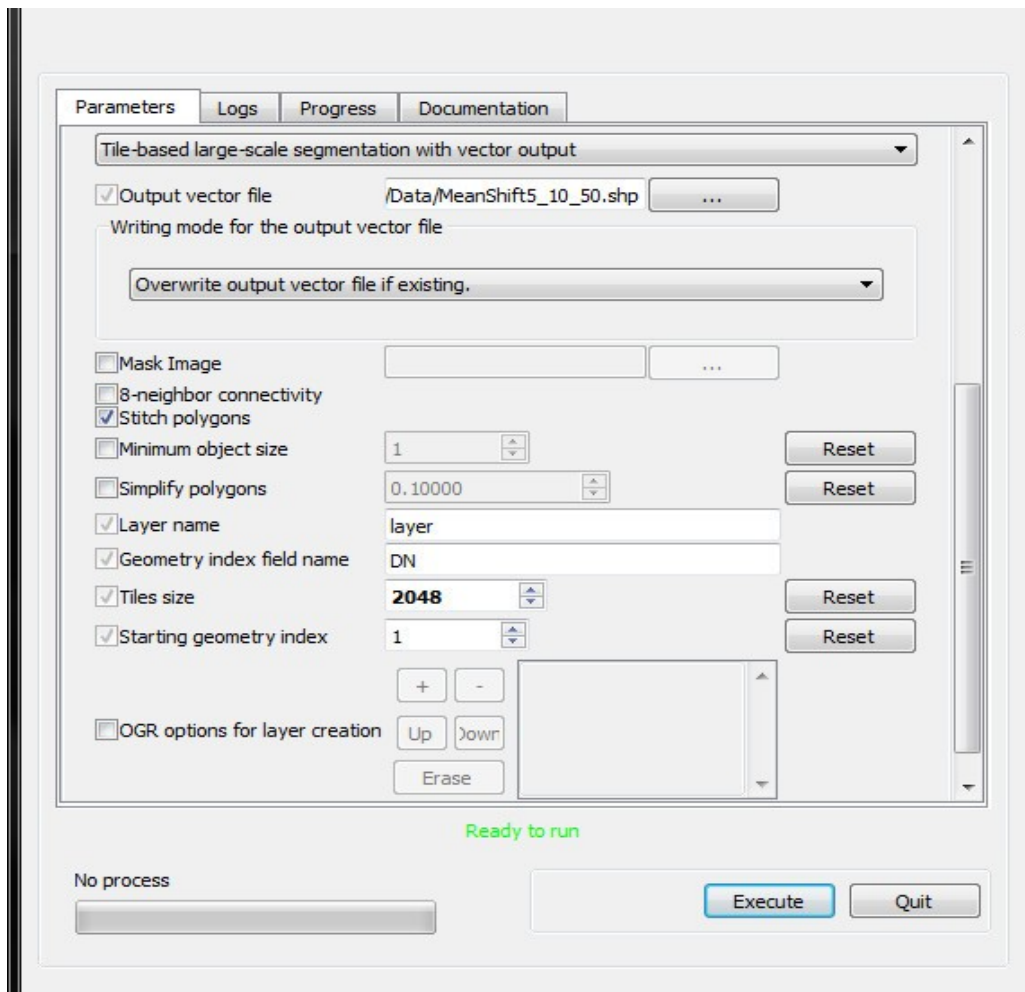 Parameters Logs Progress Documentation
Tile-based large-scale segmentation with vector output
Output vector file /Data/MeanShift5_10_50.shp ...
Writing mode for the output vector file
Overwrite output vector file if existing.
Mask Image ...
8-neighbor connectivity
Stitch polygons
Minimum object size 1 Reset
Simplify polygons 0.10000 Reset
Layer name layer
Geometry index field name DN
Tiles size 2048 Reset
Starting geometry index 1 Reset
+ -
OGR options for layer creation Up Down
Erase
Ready to run
No process
Execute Quit